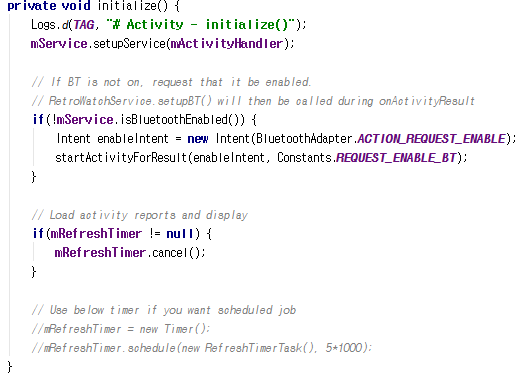 private void initialize() {
Logs.d(TAG, "# Activity - initialize()");
mService.setupService(mActivityHandler);
// If BT is not on, request that it be enabled.
// RetroWatchService.setupBT() will then be called during onActivityResult
if(!mService.isBluetoothEnabled()) {
Intent enableIntent = new Intent(BluetoothAdapter.ACTION_REQUEST_ENABLE);
startActivityForResult(enableIntent, Constants.REQUEST_ENABLE_BT);
}
// Load activity reports and display
if(mRefreshTimer != null) {
mRefreshTimer.cancel();
}
// Use below timer if you want scheduled job
//mRefreshTimer = new Timer();
//mRefreshTimer.schedule(new RefreshTimerTask(), 5*1000);
}